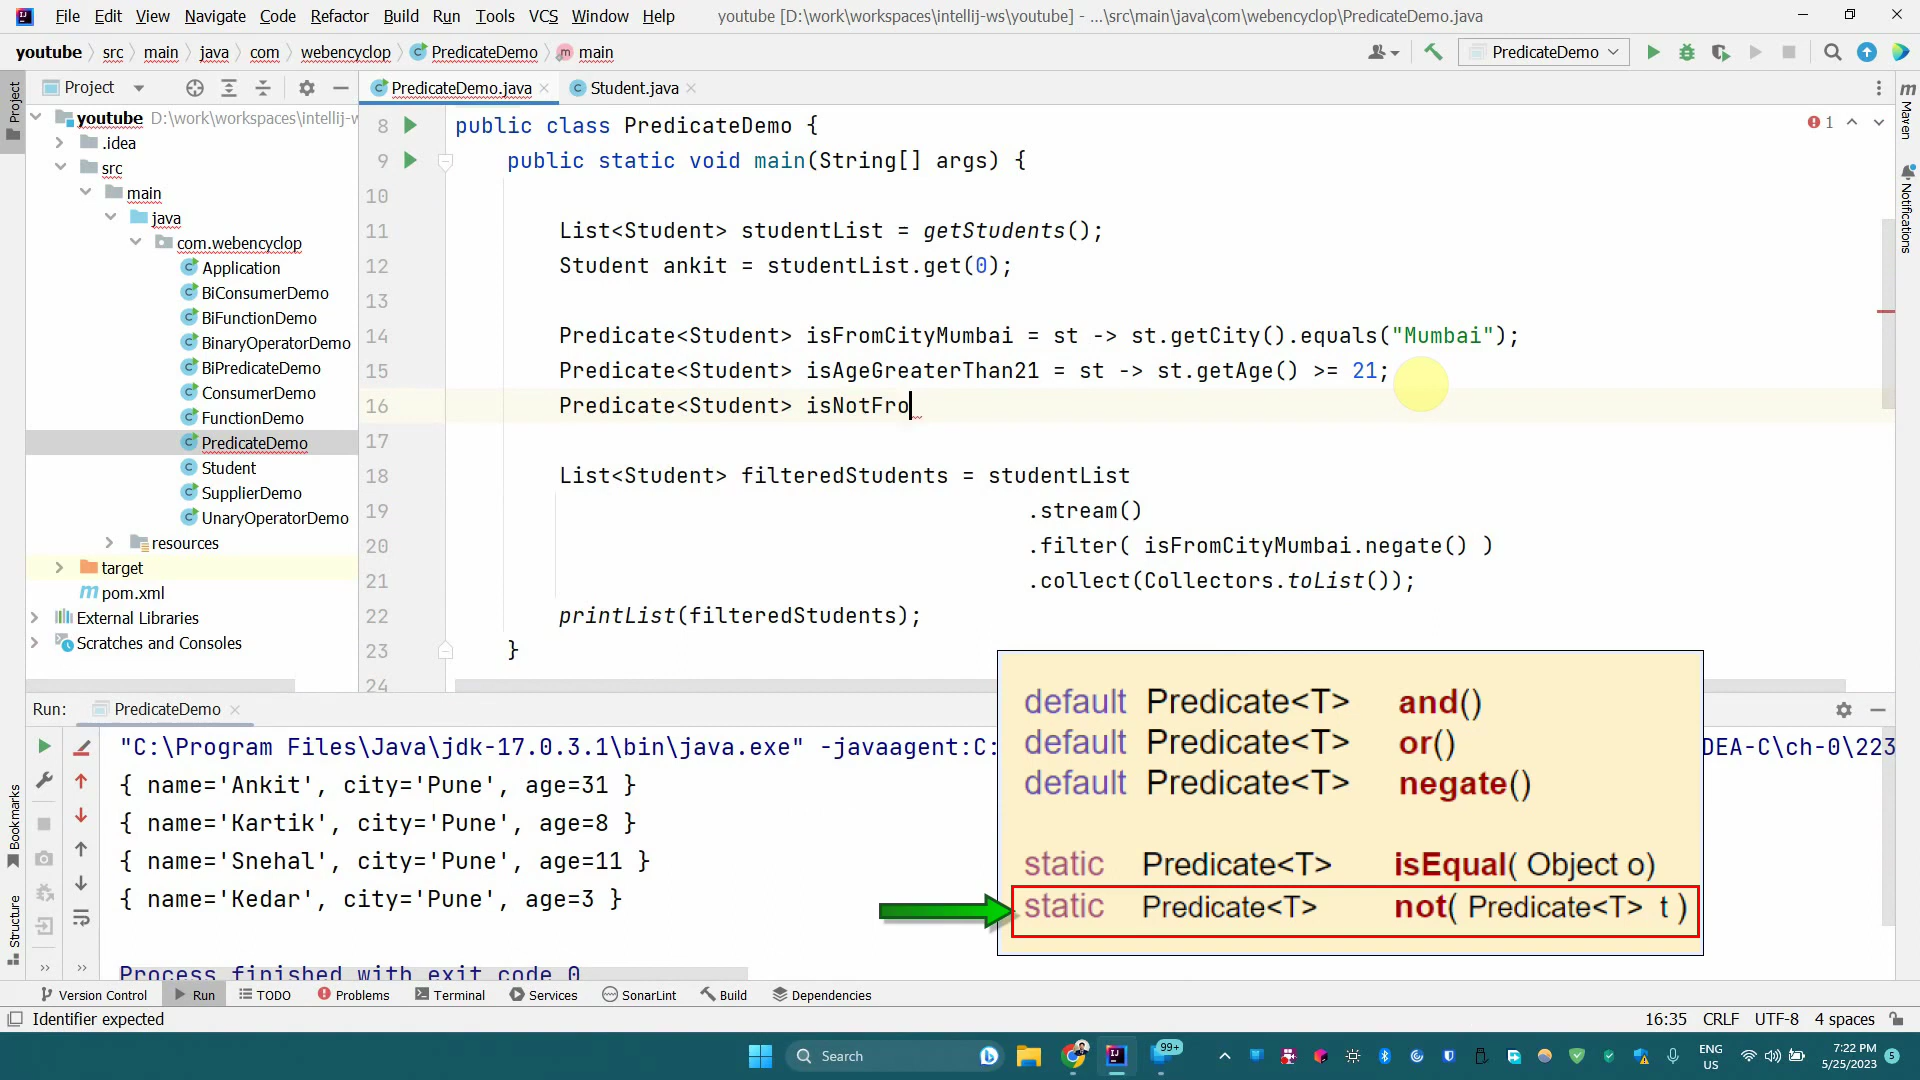 File Edit View Navigate Code Refactor Build Run Tools VCS Window Help youtube [D:\work\workspaces\intellij-ws\youtube] - ...\src\main\java\com\webencyclop\PredicateDemo.java
youtube src main java com webencyclop PredicateDemo main PredicateDemo
Project PredicateDemo.java Student.java
youtube D:\work\workspaces\intellij-w
.idea
src
main
java
com.webencyclop
Application
BiConsumerDemo
BiFunctionDemo
BinaryOperatorDemo
BiPredicateDemo
ConsumerDemo
FunctionDemo
PredicateDemo
Student
SupplierDemo
UnaryOperatorDemo
resources
target
pom.xml
External Libraries
Scratches and Consoles
8 public class PredicateDemo {
9 public static void main(String[] args) {
10
11 List<Student> studentList = getStudents();
12 Student ankit = studentList.get(0);
13
14 Predicate<Student> isFromCityMumbai = st -> st.getCity().equals("Mumbai");
15 Predicate<Student> isAgeGreaterThan21 = st -> st.getAge() >= 21;
16 Predicate<Student> isNotFro
17
18 List<Student> filteredStudents = studentList
19 .stream()
20 .filter( isFromCityMumbai.negate() )
21 .collect(Collectors.toList());
22 printList(filteredStudents);
23 }
24
1
Project
Bookmarks
Structure
Maven
Notifications
default Predicate<T> and()
default Predicate<T> or()
default Predicate<T> negate()
static Predicate<T> isEqual( Object o)
static Predicate<T> not( Predicate<T> t )
Run: PredicateDemo
"C:\Program Files\Java\jdk-17.0.3.1\bin\java.exe" -javaagent:C: DEA-C\ch-0\223
{ name='Ankit', city='Pune', age=31 }
{ name='Kartik', city='Pune', age=8 }
{ name='Snehal', city='Pune', age=11 }
{ name='Kedar', city='Pune', age=3 }
Process finished with exit code 0
Version Control Run TODO Problems Terminal Services SonarLint Build Dependencies
Identifier expected 16:35 CRLF UTF-8 4 spaces
Search 99+ ENG US 7:22 PM 5/25/2023 5